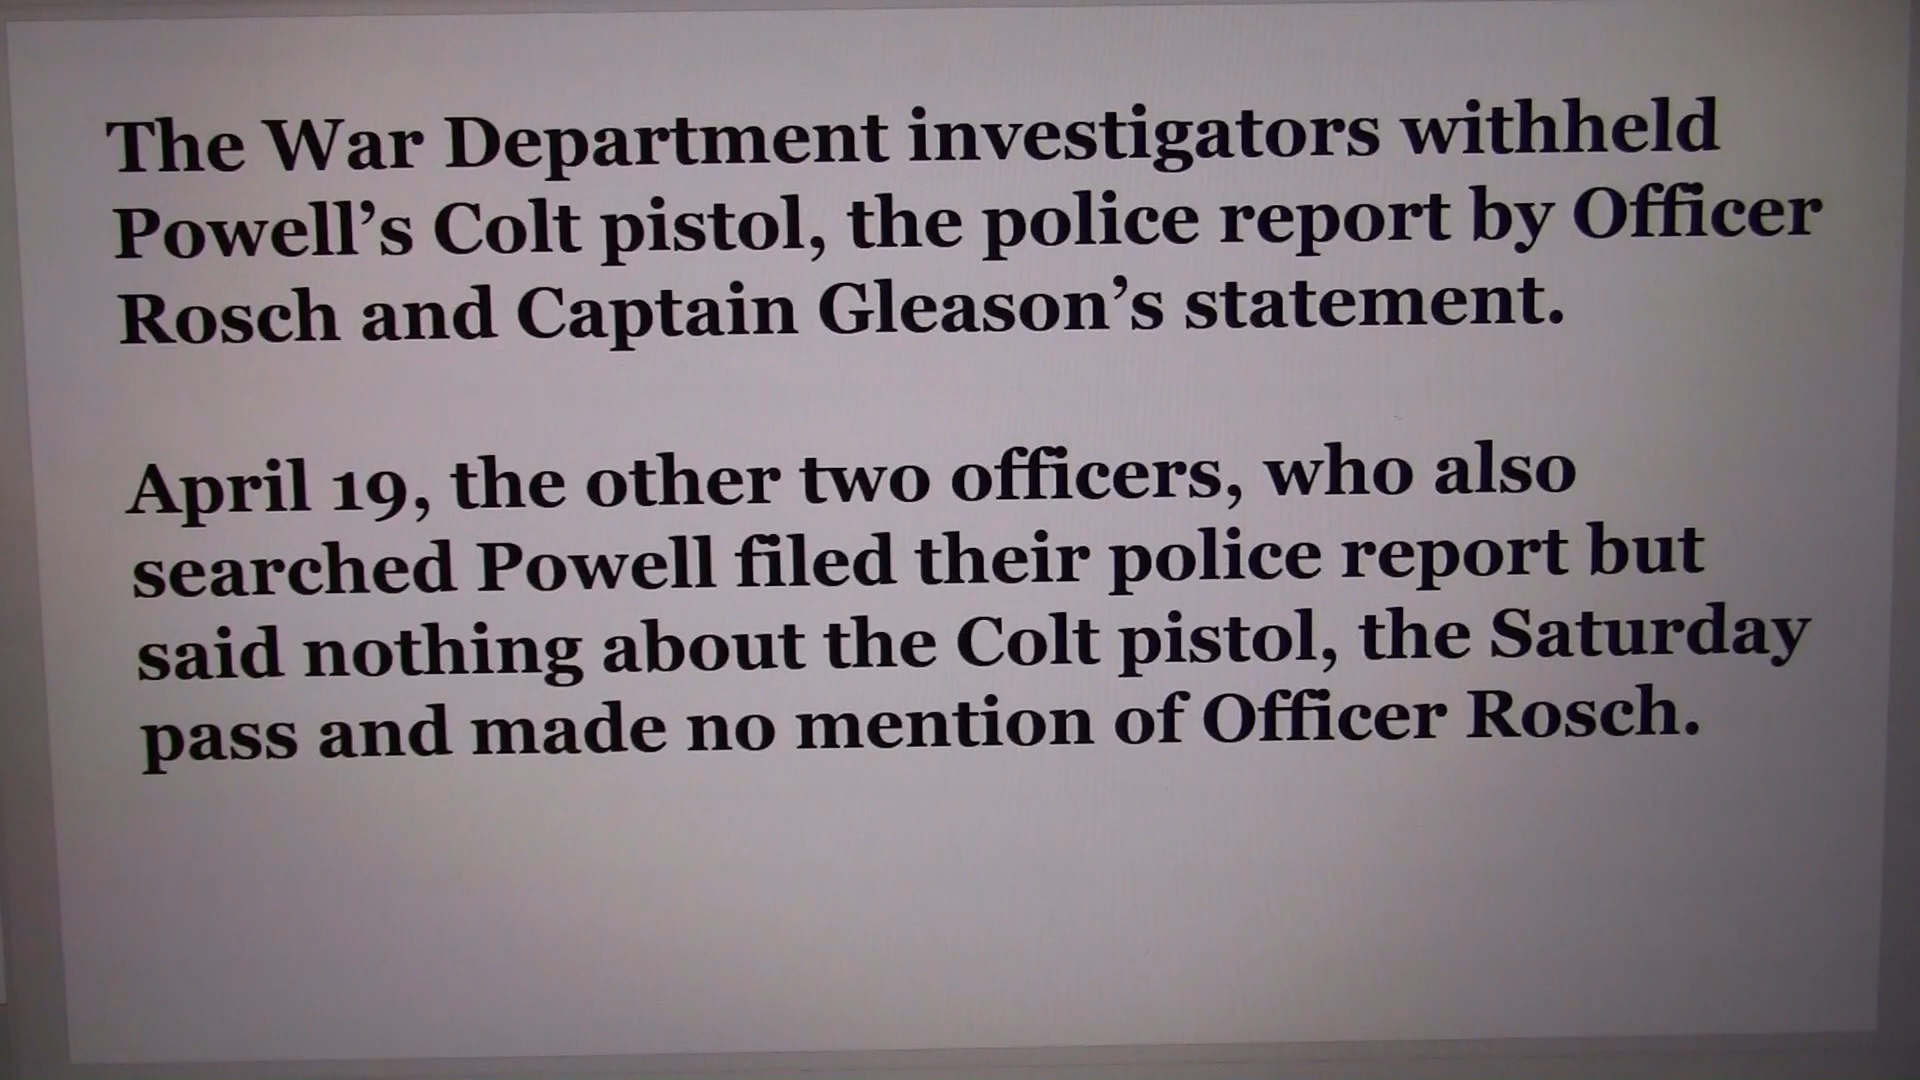 The War Department investigators withheld
Powell’s Colt pistol, the police report by Officer
Rosch and Captain Gleason’s statement.
April 19, the other two officers, who also
searched Powell filed their police report but
said nothing about the Colt pistol, the Saturday
pass and made no mention of Officer Rosch.